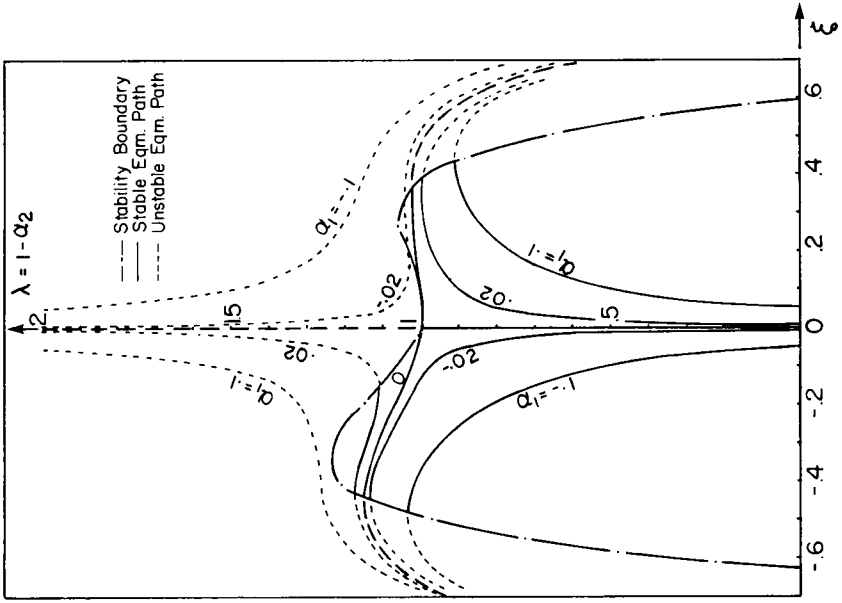 λ = 1 - α₂
2
— · — Stability Boundary
——— Stable Eqm. Path
----- Unstable Eqm. Path
α₁ = -.1
1.5
.02
-.02
α₁ = .1
1
0
.02
-.02
α₁ = .1
α₁ = -.1
.5
-.6
-.4
-.2
0
.2
.4
.6
ξ